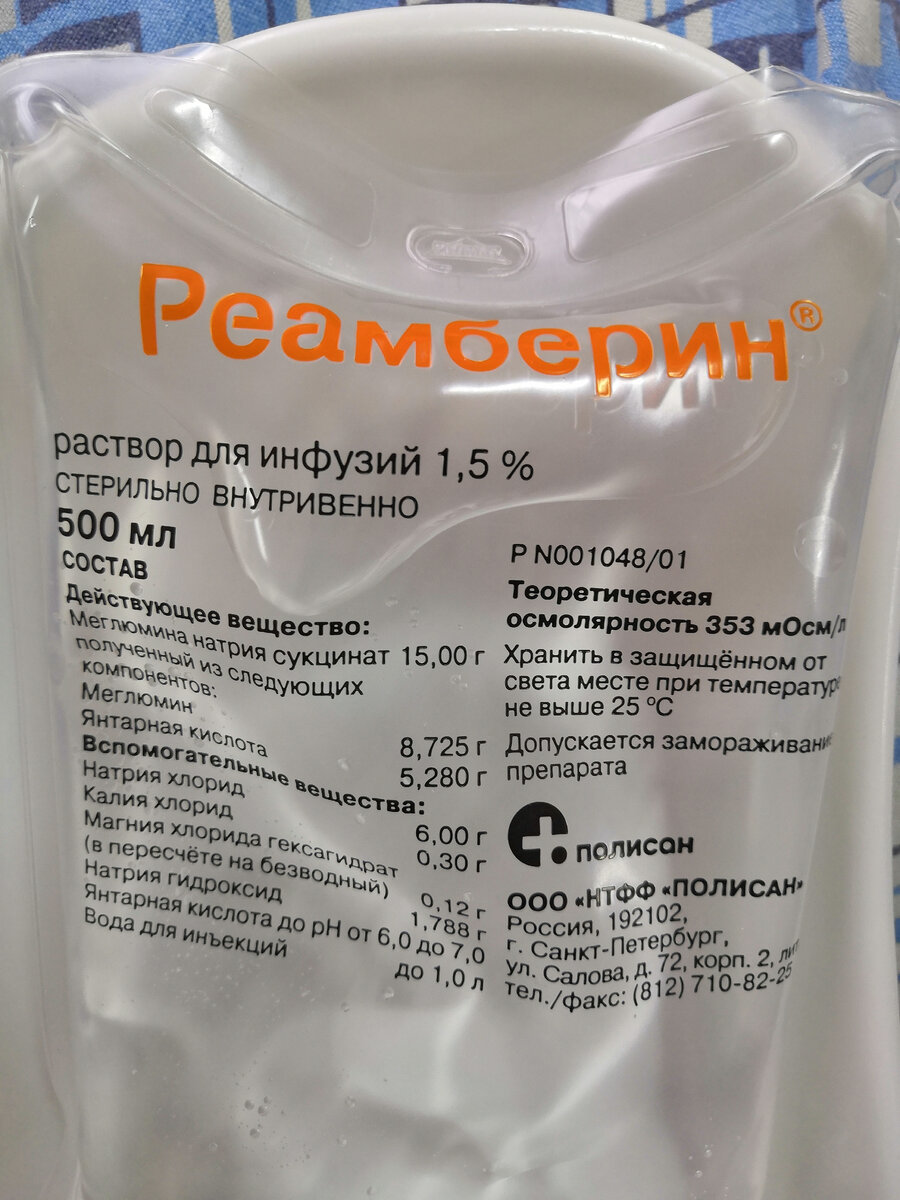 Реамберин®
раствор для инфузий 1,5 %
СТЕРИЛЬНО ВНУТРИВЕННО
500 мл
СОСТАВ
Действующее вещество:
Меглюмина натрия сукцинат 15,00 г
полученный из следующих
компонентов:
Меглюмин 8,725 г
Янтарная кислота 5,280 г
Вспомогательные вещества:
Натрия хлорид 6,00 г
Калия хлорид 0,30 г
Магния хлорида гексагидрат
(в пересчёте на безводный) 0,12 г
Натрия гидроксид 1,788 г
Янтарная кислота до pH от 6,0 до 7,0
Вода для инъекций до 1,0 л
Р N001048/01
Теоретическая
осмолярность 353 мОсм/л
Хранить в защищённом от
света месте при температуре
не выше 25 °С
Допускается замораживани
препарата
полисан
ООО «НТФФ «ПОЛИСАН»
Россия, 192102,
г. Санкт-Петербург,
ул. Салова, д. 72, корп. 2, лит
тел./факс: (812) 710-82-25